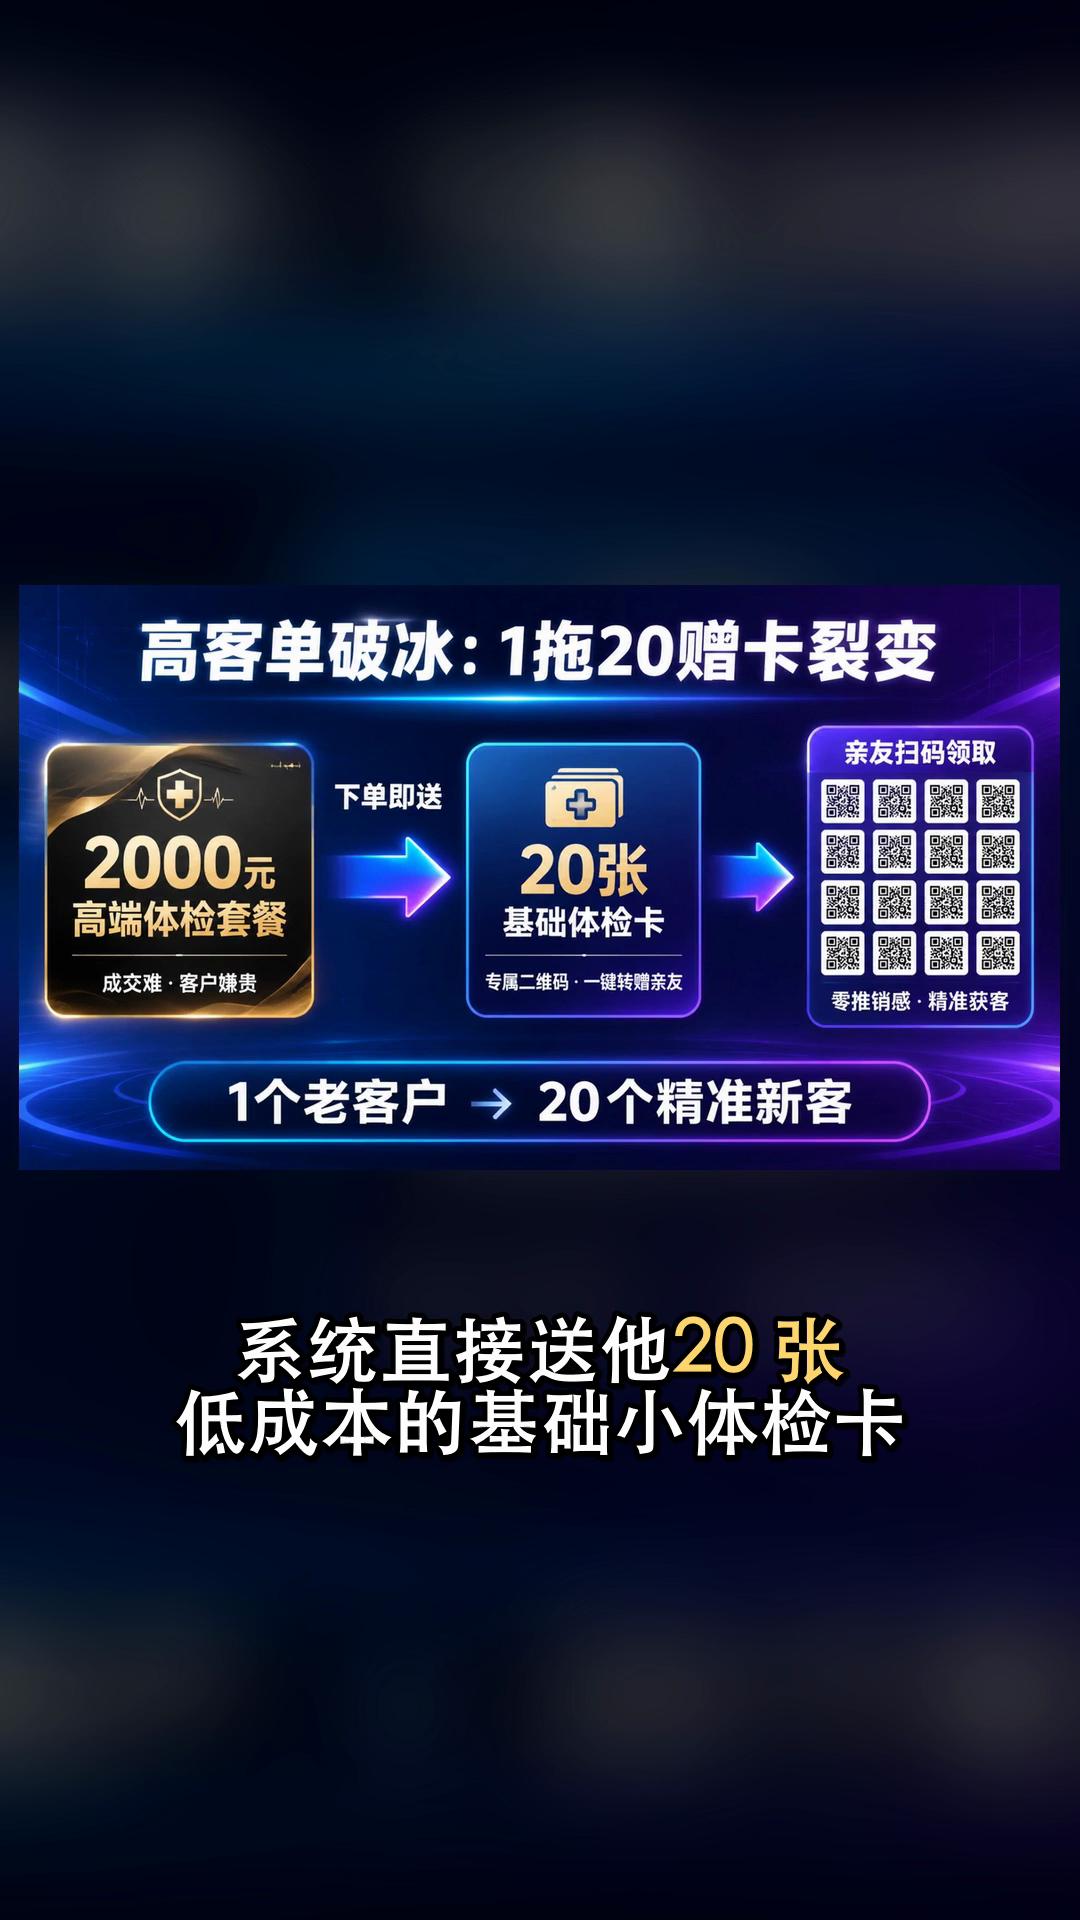 高客单破冰：1拖20赠卡裂变
2000元
高端体检套餐
成交难·客户嫌贵
下单即送
20张
基础体检卡
专属二维码·一键转赠亲友
亲友扫码领取
零推销感·精准获客
1个老客户→20个精准新客
系统直接送他20 张
低成本的基础小体检卡